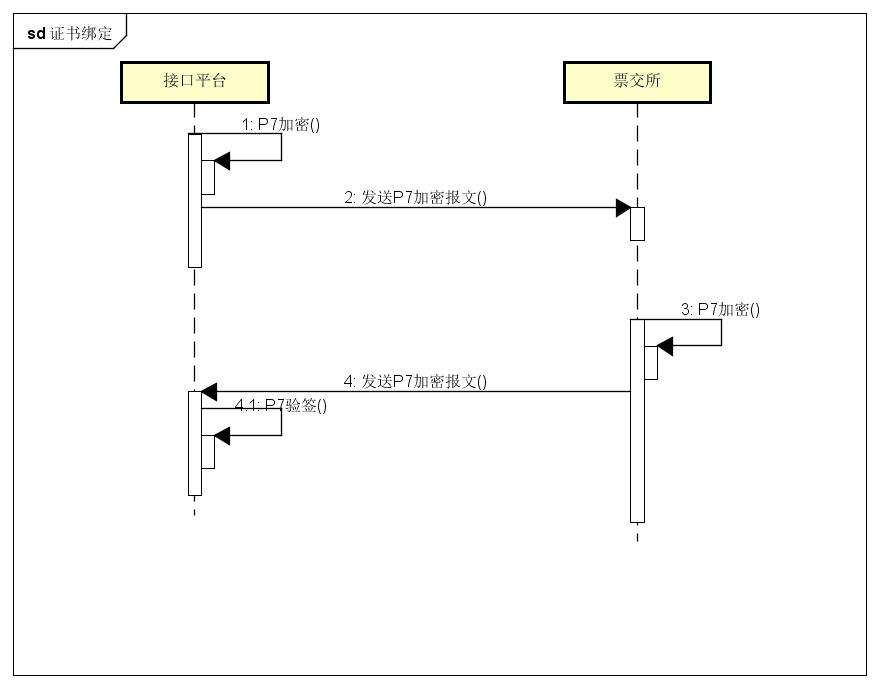 sd 证书绑定
接口平台
票交所
1: P7加密()
2: 发送P7加密报文()
3: P7加密()
4: 发送P7加密报文()
4.1: P7验签()